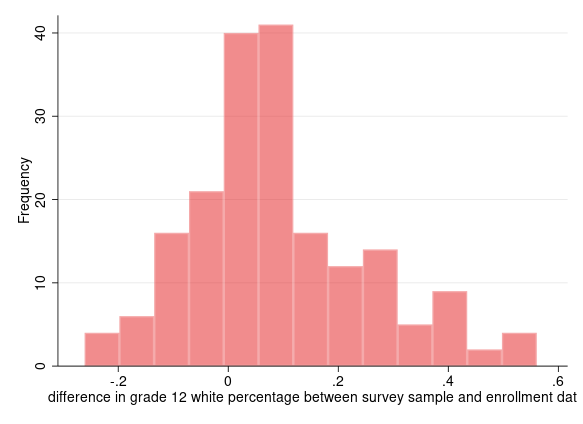 Frequency
40
30
20
10
0
-.2 0 .2 .4 .6
difference in grade 12 white percentage between survey sample and enrollment dat